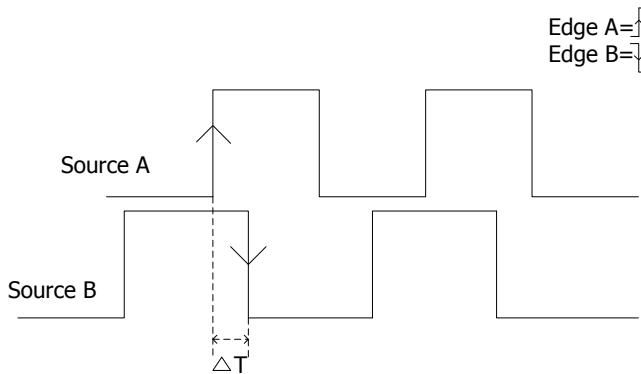 Edge A=
Edge B=
Source A
Source B
△T